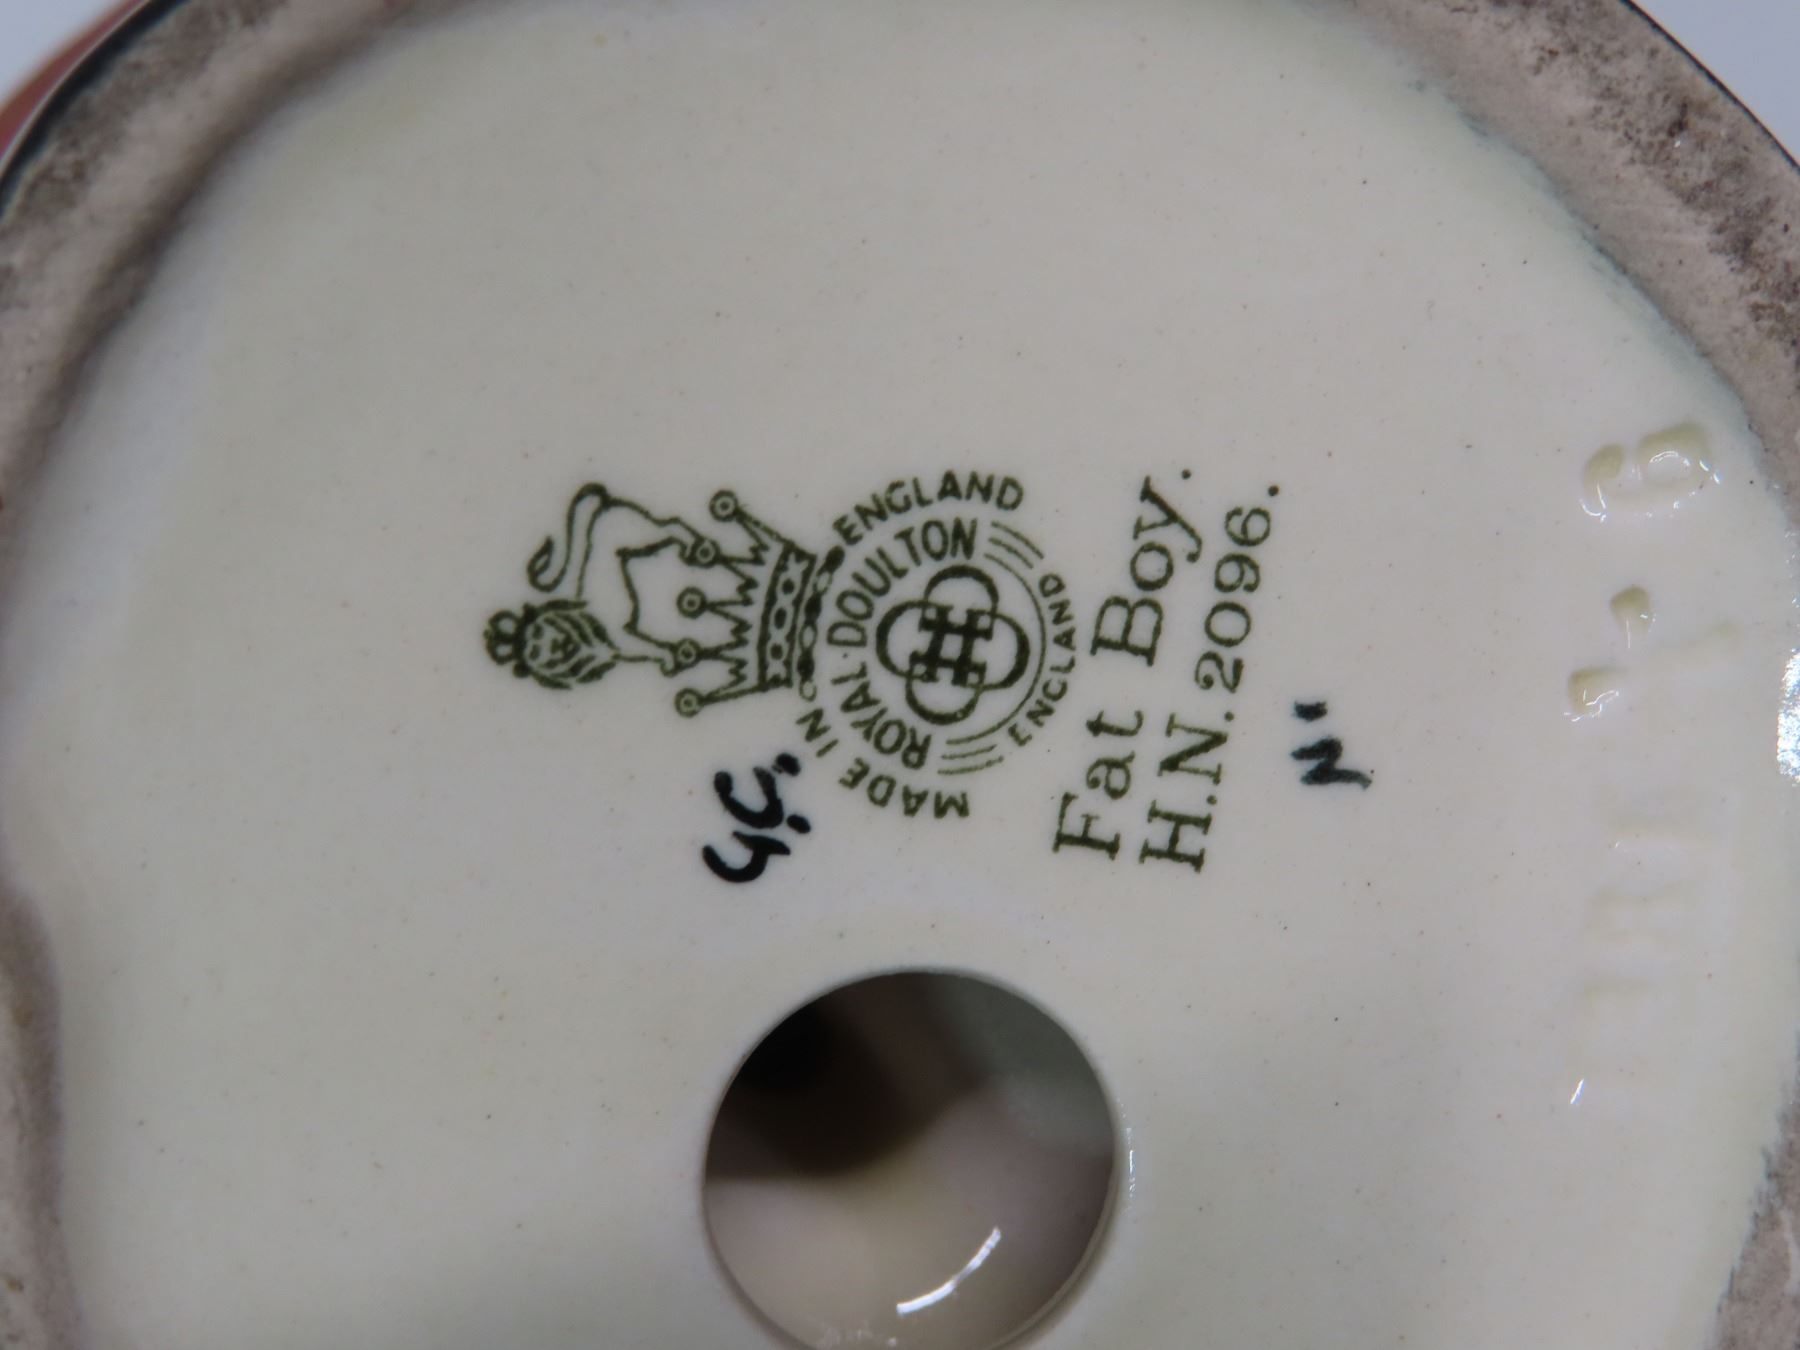 MADE IN ENGLAND
ROYAL·DOULTON
ENGLAND
Fat Boy.
H.N. 2096.